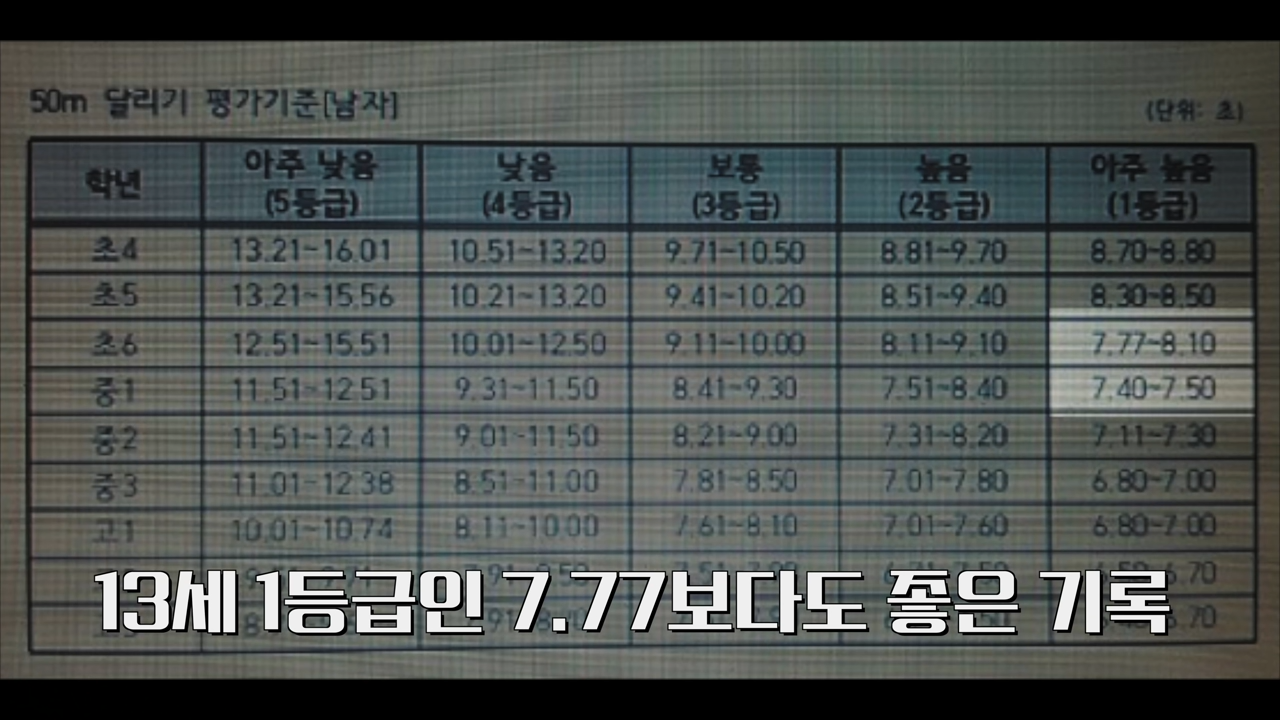 50m 달리기 평가기준[남자]
(단위: 초)
학년 아주 낮음 (5등급) 낮음 (4등급) 보통 (3등급) 높음 (2등급) 아주 높음 (1등급)
초4 13.21~16.01 10.51~13.20 9.71~10.50 8.81~9.70 8.70~8.80
초5 13.21~15.56 10.21~13.20 9.41~10.20 8.51~9.40 8.30~8.50
초6 12.51~15.51 10.01~12.50 9.11~10.00 8.11~9.10 7.77~8.10
중1 11.51~12.51 9.31~11.50 8.41~9.30 7.51~8.40 7.40~7.50
중2 11.51~12.41 9.01~11.50 8.21~9.00 7.31~8.20 7.11~7.30
중3 11.01~12.38 8.51~11.00 7.81~8.50 7.01~7.80 6.80~7.00
고1 10.01~10.74 8.11~10.00 7.61~8.10 7.01~7.60 6.80~7.00
13세 1등급인 7.77보다도 좋은 기록